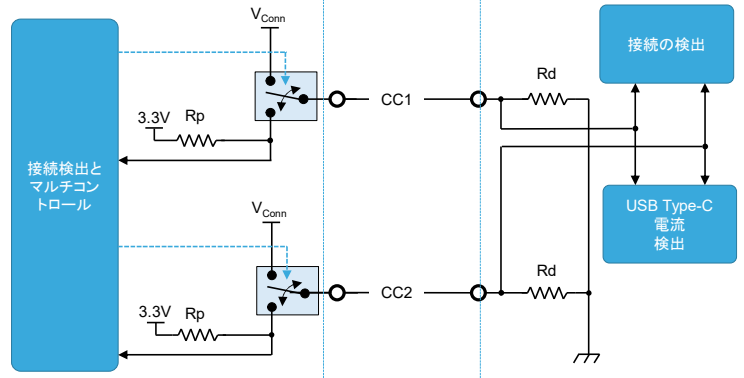 接続検出と
マルチコン
トロール
VConn
3.3V
Rp
CC1
Rd
接続の検出
USB Type-C
電流
検出
VConn
3.3V
Rp
CC2
Rd